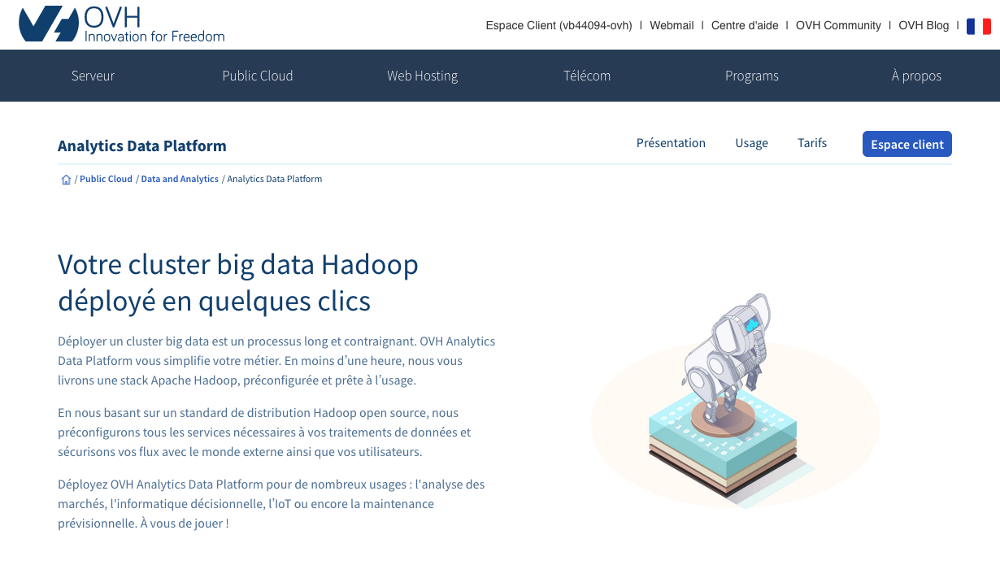 OVH
Innovation for Freedom
Espace Client (vb44094-ovh) | Webmail | Centre d'aide | OVH Community | OVH Blog |
Serveur Public Cloud Web Hosting Télécom Programs À propos
Analytics Data Platform
Présentation Usage Tarifs Espace client
/ Public Cloud / Data and Analytics / Analytics Data Platform
Votre cluster big data Hadoop
déployé en quelques clics
Déployer un cluster big data est un processus long et contraignant. OVH Analytics
Data Platform vous simplifie votre métier. En moins d’une heure, nous vous
livrons une stack Apache Hadoop, préconfigurée et prête à l’usage.
En nous basant sur un standard de distribution Hadoop open source, nous
préconfigurons tous les services nécessaires à vos traitements de données et
sécurisons vos flux avec le monde externe ainsi que vos utilisateurs.
Déployez OVH Analytics Data Platform pour de nombreux usages : l'analyse des
marchés, l'informatique décisionnelle, l’IoT ou encore la maintenance
prévisionnelle. À vous de jouer !